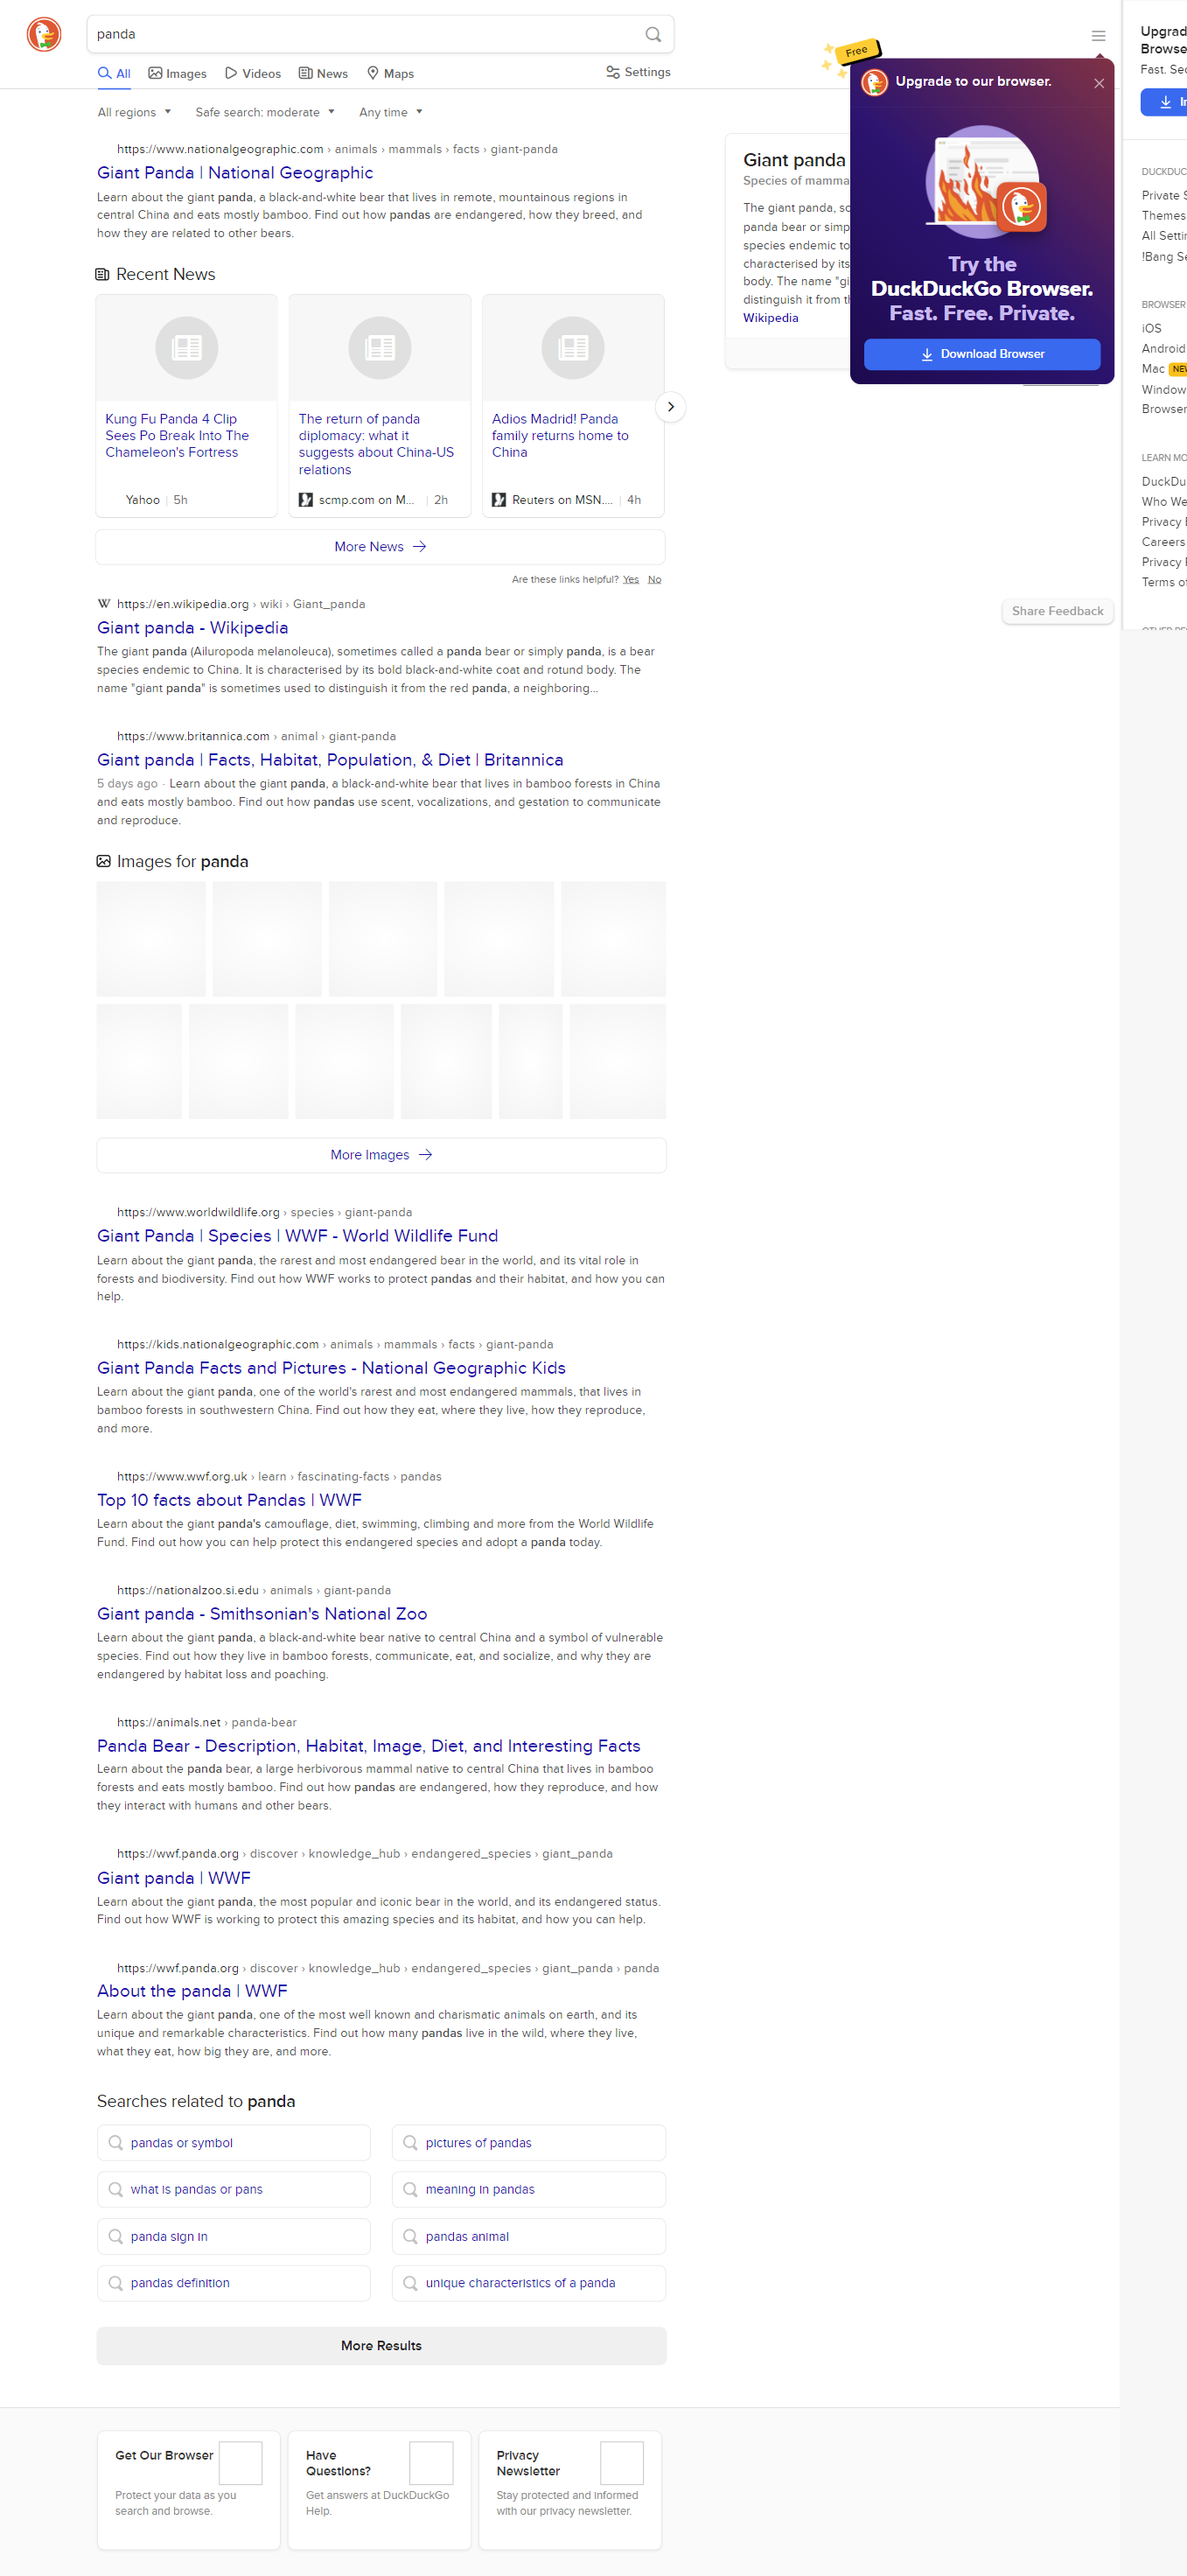 panda
All
Images
Videos
News
Maps
Settings
All regions
Safe search: moderate
Any time
https://www.nationalgeographic.com › animals › mammals › facts › giant-panda
Giant Panda | National Geographic
Learn about the giant panda, a black-and-white bear that lives in remote, mountainous regions in
central China and eats mostly bamboo. Find out how pandas are endangered, how they breed, and
how they are related to other bears.
Recent News
Kung Fu Panda 4 Clip
Sees Po Break Into The
Chameleon's Fortress
Yahoo | 5h
The return of panda
diplomacy: what it
suggests about China-US
relations
scmp.com on M... | 2h
Adios Madrid! Panda
family returns home to
China
Reuters on MSN.... | 4h
More News
Are these links helpful? Yes No
https://en.wikipedia.org › wiki › Giant_panda
Giant panda - Wikipedia
The giant panda (Ailuropoda melanoleuca), sometimes called a panda bear or simply panda, is a bear
species endemic to China. It is characterised by its bold black-and-white coat and rotund body. The
name "giant panda" is sometimes used to distinguish it from the red panda, a neighboring...
https://www.britannica.com › animal › giant-panda
Giant panda | Facts, Habitat, Population, & Diet | Britannica
5 days ago · Learn about the giant panda, a black-and-white bear that lives in bamboo forests in China
and eats mostly bamboo. Find out how pandas use scent, vocalizations, and gestation to communicate
and reproduce.
Images for panda
More Images
https://www.worldwildlife.org › species › giant-panda
Giant Panda | Species | WWF - World Wildlife Fund
Learn about the giant panda, the rarest and most endangered bear in the world, and its vital role in
forests and biodiversity. Find out how WWF works to protect pandas and their habitat, and how you can
help.
https://kids.nationalgeographic.com › animals › mammals › facts › giant-panda
Giant Panda Facts and Pictures - National Geographic Kids
Learn about the giant panda, one of the world's rarest and most endangered mammals, that lives in
bamboo forests in southwestern China. Find out how they eat, where they live, how they reproduce,
and more.
https://www.wwf.org.uk › learn › fascinating-facts › pandas
Top 10 facts about Pandas | WWF
Learn about the giant panda's camouflage, diet, swimming, climbing and more from the World Wildlife
Fund. Find out how you can help protect this endangered species and adopt a panda today.
https://nationalzoo.si.edu › animals › giant-panda
Giant panda - Smithsonian's National Zoo
Learn about the giant panda, a black-and-white bear native to central China and a symbol of vulnerable
species. Find out how they live in bamboo forests, communicate, eat, and socialize, and why they are
endangered by habitat loss and poaching.
https://animals.net › panda-bear
Panda Bear - Description, Habitat, Image, Diet, and Interesting Facts
Learn about the panda bear, a large herbivorous mammal native to central China that lives in bamboo
forests and eats mostly bamboo. Find out how pandas are endangered, how they reproduce, and how
they interact with humans and other bears.
https://wwf.panda.org › discover › knowledge_hub › endangered_species › giant_panda
Giant panda | WWF
Learn about the giant panda, the most popular and iconic bear in the world, and its endangered status.
Find out how WWF is working to protect this amazing species and its habitat, and how you can help.
https://wwf.panda.org › discover › knowledge_hub › endangered_species › giant_panda › panda
About the panda | WWF
Learn about the giant panda, one of the most well known and charismatic animals on earth, and its
unique and remarkable characteristics. Find out how many pandas live in the wild, where they live,
what they eat, how big they are, and more.
Searches related to panda
pandas or symbol
pictures of pandas
what is pandas or pans
meaning in pandas
panda sign in
pandas animal
pandas definition
unique characteristics of a panda
More Results
Get Our Browser
Protect your data as you
search and browse.
Have
Questions?
Get answers at DuckDuckGo
Help.
Privacy
Newsletter
Stay protected and informed
with our privacy newsletter.
Giant panda
Species of mamma
The giant panda, sc
panda bear or simp
species endemic to
characterised by its
body. The name "gi
distinguish it from th
Wikipedia
Free
Upgrade to our browser.
Try the
DuckDuckGo Browser.
Fast. Free. Private.
Download Browser
Share Feedback
Upgrad
Browse
Fast. Sec
DUCKDUC
Private S
Themes
All Settin
!Bang Se
BROWSER
iOS
Android
Mac NEW
Window
Browser
LEARN MO
DuckDu
Who We
Privacy
Careers
Privacy
Terms of